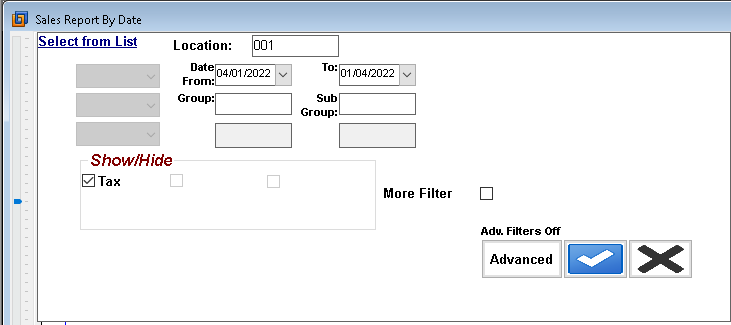 Sales Report By Date
Select from List
Location: 001
Date From: 04/01/2022 To: 01/04/2022
Group: Sub Group:
Show/Hide
Tax
More Filter
Adv. Filters Off
Advanced